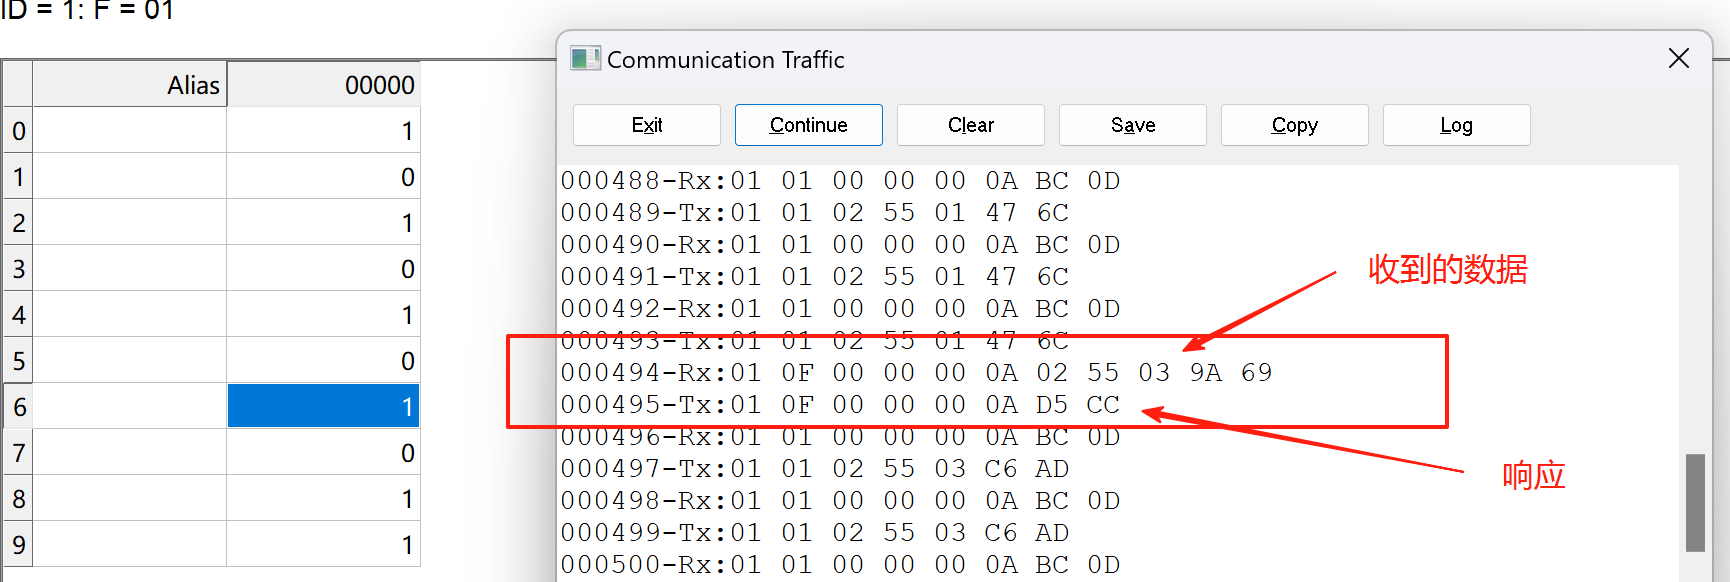 ID = 1: F = 01
Alias 00000
0 1
1 0
2 1
3 0
4 1
5 0
6 1
7 0
8 1
9 1
Communication Traffic
Exit Continue Clear Save Copy Log
000488-Rx:01 01 00 00 00 0A BC 0D
000489-Tx:01 01 02 55 01 47 6C
000490-Rx:01 01 00 00 00 0A BC 0D
000491-Tx:01 01 02 55 01 47 6C
000492-Rx:01 01 00 00 00 0A BC 0D
000493-Tx:01 01 02 55 01 47 6C
000494-Rx:01 0F 00 00 00 0A 02 55 03 9A 69
000495-Tx:01 0F 00 00 00 0A D5 CC
000496-Rx:01 01 00 00 00 0A BC 0D
000497-Tx:01 01 02 55 03 C6 AD
000498-Rx:01 01 00 00 00 0A BC 0D
000499-Tx:01 01 02 55 03 C6 AD
000500-Rx:01 01 00 00 00 0A BC 0D
收到的数据
响应